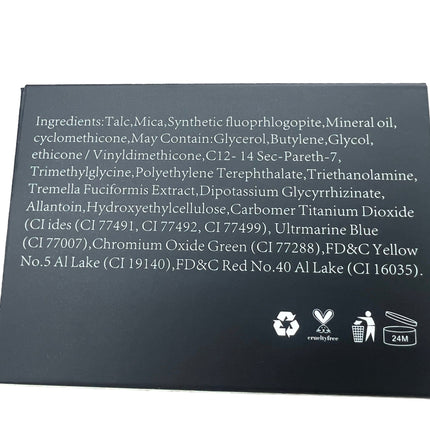 Ingredients:Talc,Mica,Synthetic fluoprhlogopite,Mineral oil,
cyclomethicone,May Contain:Glycerol,Butylene,Glycol,
ethicone / Vinyldimethicone,C12- 14 Sec-Pareth-7,
Trimethylglycine,Polyethylene Terephthalate,Triethanolamine,
Tremella Fuciformis Extract,Dipotassium Glycyrrhizinate,
Allantoin,Hydroxyethylcellulose,Carbomer Titanium Dioxide
(CI ides (CI 77491, CI 77492, CI 77499), Ultrmarine Blue
(CI 77007),Chromium Oxide Green (CI 77288),FD&C Yellow
No.5 Al Lake (CI 19140),FD&C Red No.40 Al Lake (CI 16035).
crueltyfree
24M